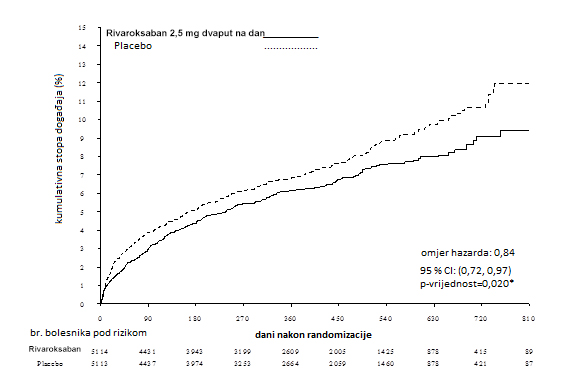 Rivaroksaban 2,5 mg dvaput na dan
Placebo
kumulativna stopa događaja (%)
15
14
13
12
11
10
9
8
7
6
5
4
3
2
1
0
omjer hazarda: 0,84
95 % CI: (0,72, 0,97)
p-vrijednost=0,020*
0 90 180 270 360 450 540 630 720 810
br. bolesnika pod rizikom
dani nakon randomizacije
Rivaroksaban 5114 4431 3943 3199 2609 2005 1425 878 415 89
Placebo 5113 4437 3974 3253 2664 2059 1460 878 421 87